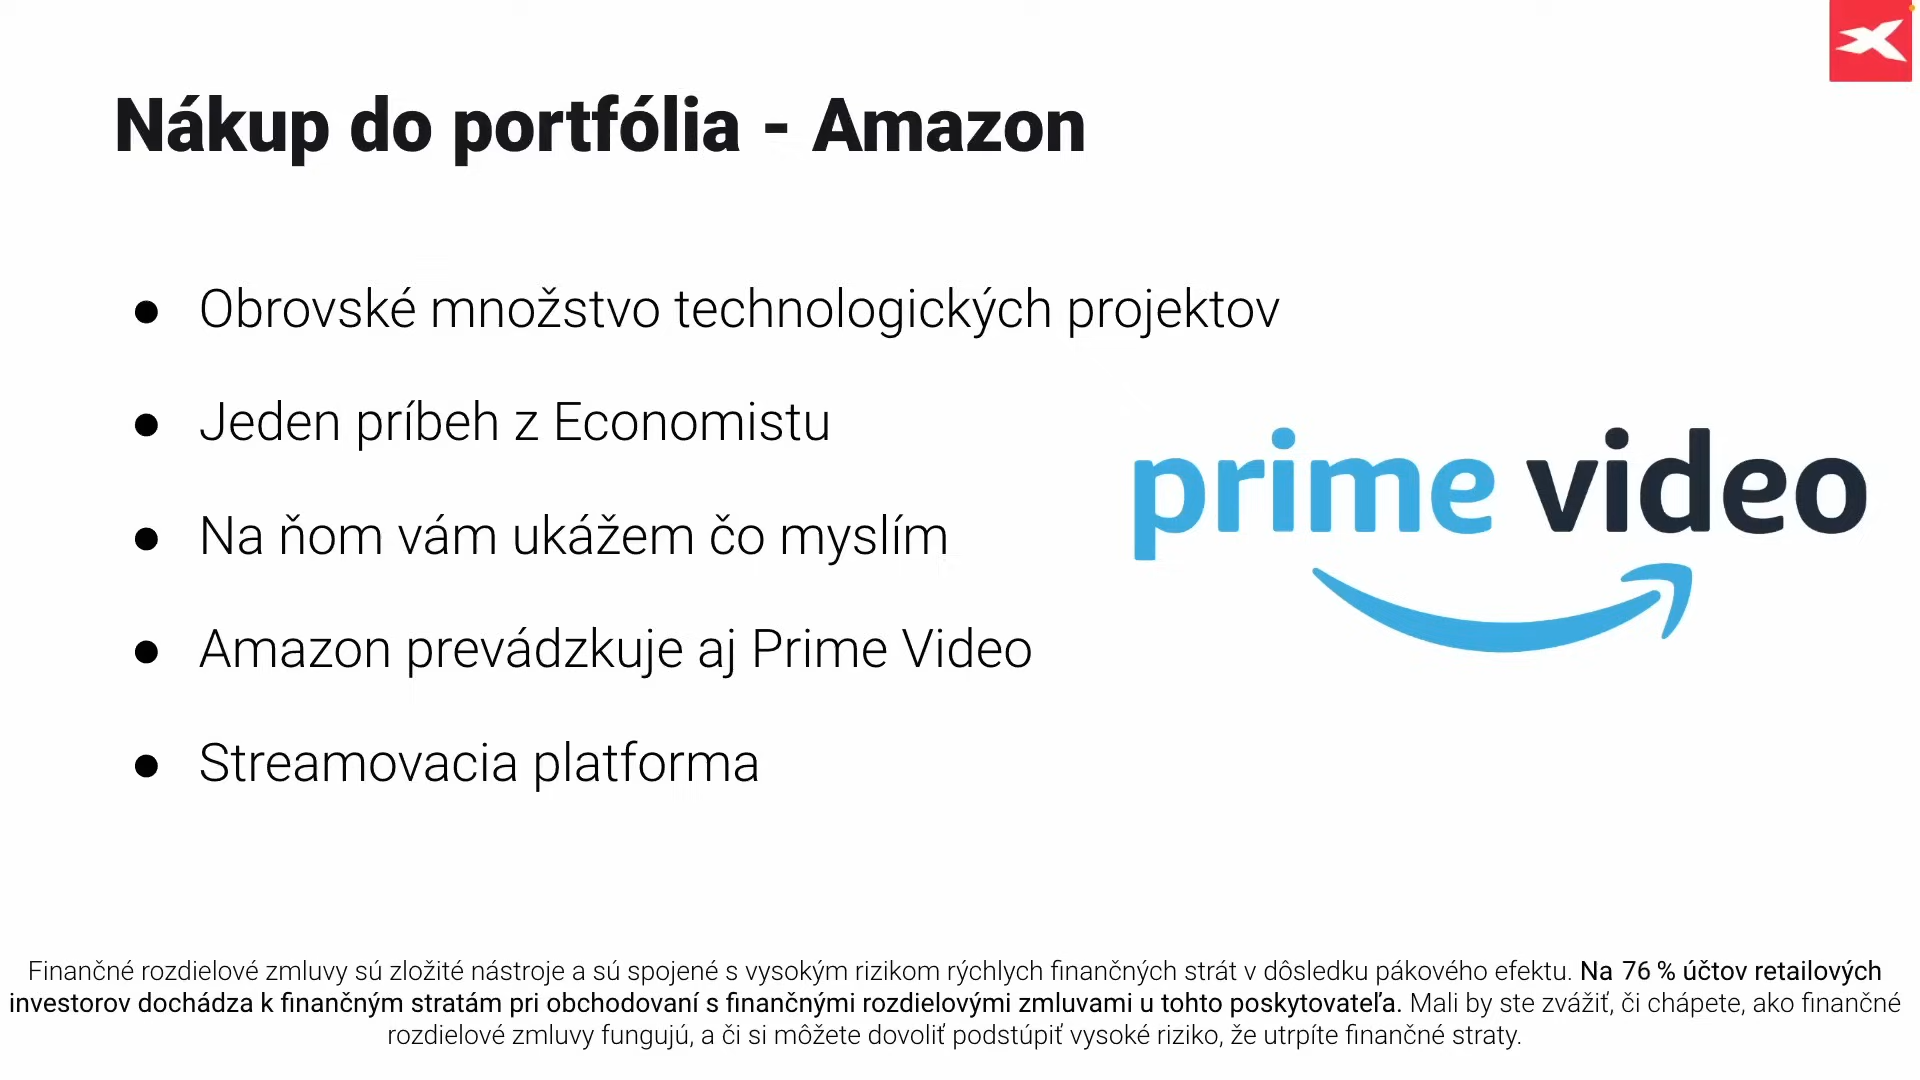 Nákup do portfólia - Amazon
● Obrovské množstvo technologických projektov
● Jeden príbeh z Economistu
● Na ňom vám ukážem čo myslím
● Amazon prevádzkuje aj Prime Video
● Streamovacia platforma
prime video
Finančné rozdielové zmluvy sú zložité nástroje a sú spojené s vysokým rizikom rýchlych finančných strát v dôsledku pákového efektu. Na 76 % účtov retailových
investorov dochádza k finančným stratám pri obchodovaní s finančnými rozdielovými zmluvami u tohto poskytovateľa. Mali by ste zvážiť, či chápete, ako finančné
rozdielové zmluvy fungujú, a či si môžete dovoliť podstúpiť vysoké riziko, že utrpíte finančné straty.